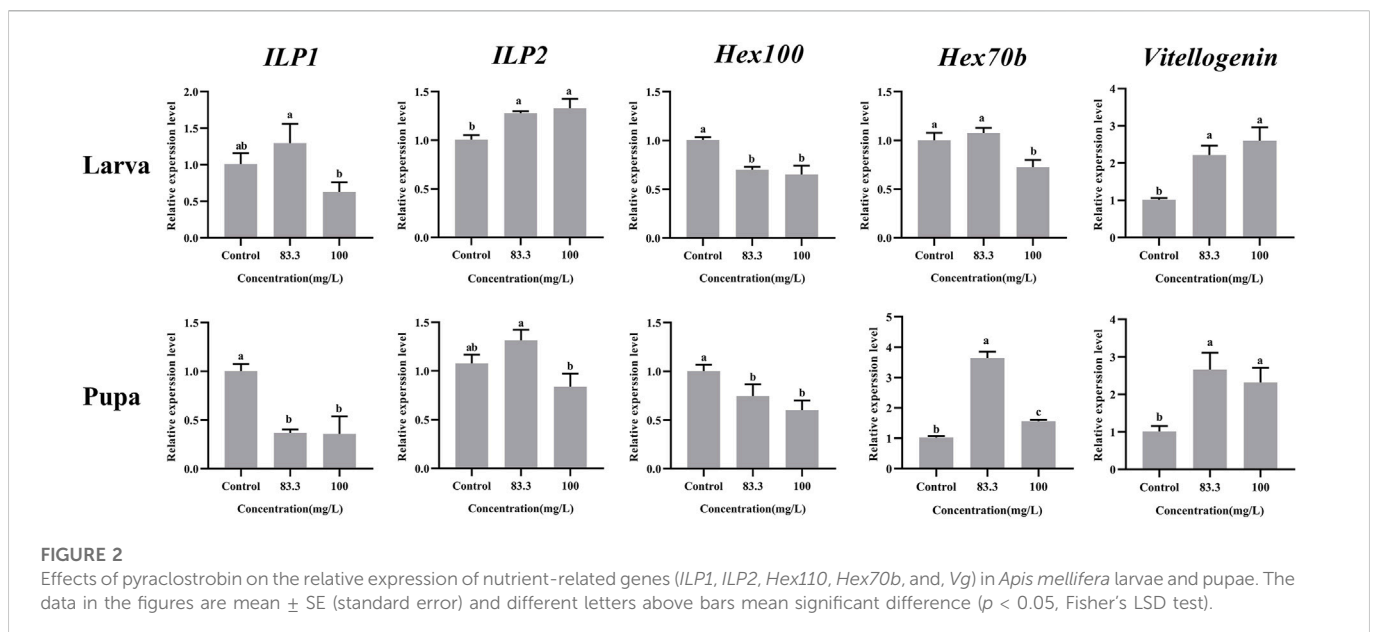 ILP1 ILP2 Hex100 Hex70b Vitellogenin
Larva
Relative experssion level
2.0
1.5
1.0
0.5
0.0
ab a b
Control 83.3 100
Concentration(mg/L)
Relative experssion level
1.5
1.0
0.5
0.0
b a a
Control 83.3 100
Concentration(mg/L)
Relative experssion level
1.5
1.0
0.5
0.0
a b b
Control 83.3 100
Concentration(mg/L)
Relative experssion level
1.5
1.0
0.5
0.0
a a b
Control 83.3 100
Concentration(mg/L)
Relative experssion level
4
3
2
1
0
b a a
Control 83.3 100
Concentration(mg/L)
Pupa
Relative experssion level
1.5
1.0
0.5
0.0
a b b
Control 83.3 100
Concentration(mg/L)
Relative experssion level
1.5
1.0
0.5
0.0
ab a b
Control 83.3 100
Concentration(mg/L)
Relative experssion level
1.5
1.0
0.5
0.0
a b b
Control 83.3 100
Concentration(mg/L)
Relative experssion level
5
4
3
2
1
0
b a c
Control 83.3 100
Concentration(mg/L)
Relative experssion level
4
3
2
1
0
b a a
Control 83.3 100
Concentration(mg/L)
FIGURE 2
Effects of pyraclostrobin on the relative expression of nutrient-related genes (ILP1, ILP2, Hex110, Hex70b, and, Vg) in Apis mellifera larvae and pupae. The
data in the figures are mean ± SE (standard error) and different letters above bars mean significant difference (p < 0.05, Fisher's LSD test).